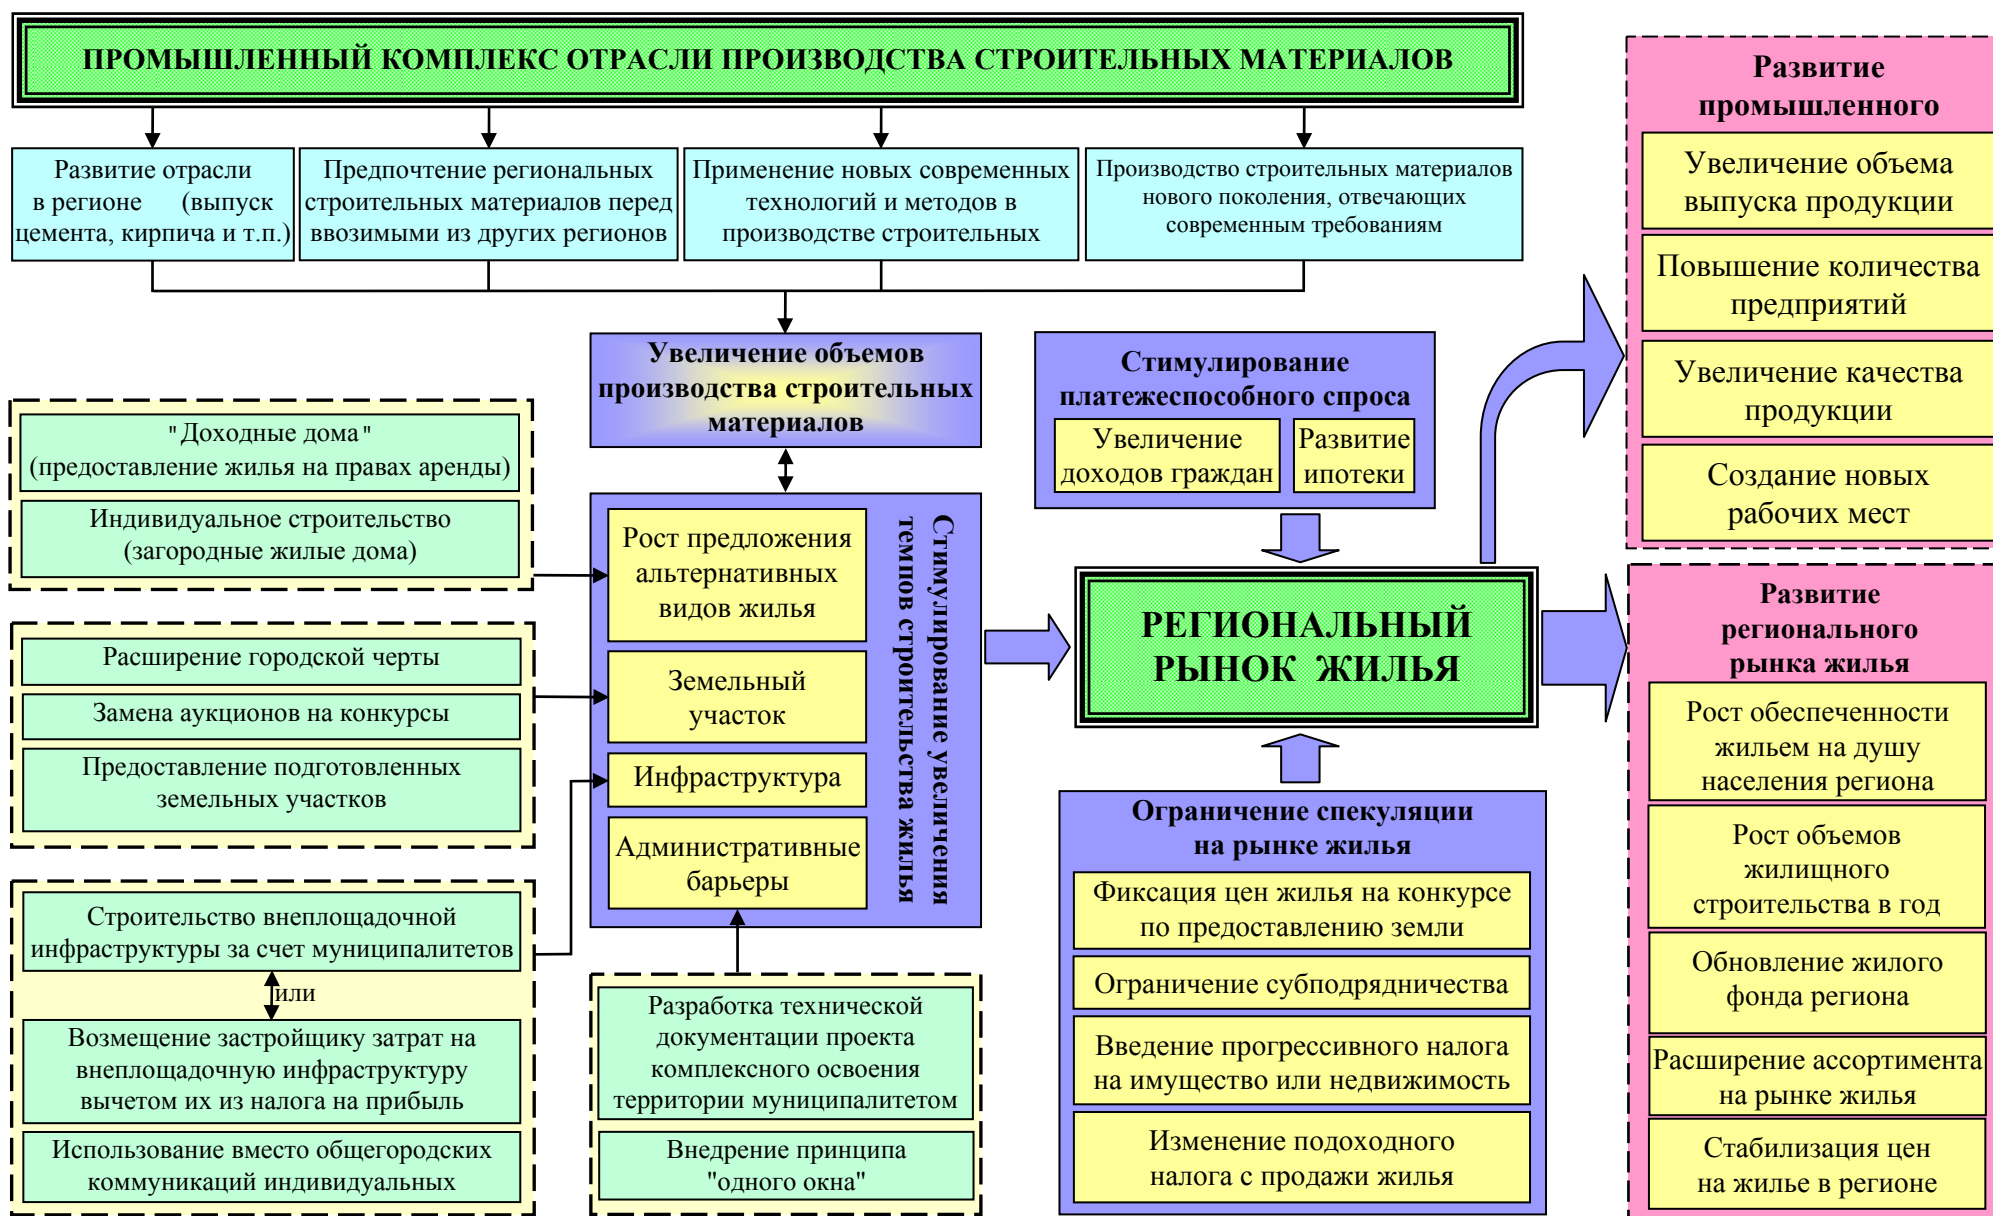 ПРОМЫШЛЕННЫЙ КОМПЛЕКС ОТРАСЛИ ПРОИЗВОДСТВА СТРОИТЕЛЬНЫХ МАТЕРИАЛОВ
Развитие отрасли
в регионе (выпуск
цемента, кирпича и т.п.)
Предпочтение региональных
строительных материалов перед
ввозимыми из других регионов
Применение новых современных
технологий и методов в
производстве строительных
Производство строительных материалов
нового поколения, отвечающих
современным требованиям
Увеличение объемов
производства строительных
материалов
Стимулирование
платежеспособного спроса
Увеличение
доходов граждан
Развитие
ипотеки
"Доходные дома"
(предоставление жилья на правах аренды)
Индивидуальное строительство
(загородные жилые дома)
Расширение городской черты
Замена аукционов на конкурсы
Предоставление подготовленных
земельных участков
Строительство внеплощадочной
инфраструктуры за счет муниципалитетов
или
Возмещение застройщику затрат на
внеплощадочную инфраструктуру
вычетом их из налога на прибыль
Использование вместо общегородских
коммуникаций индивидуальных
Рост предложения
альтернативных
видов жилья
Земельный
участок
Инфраструктура
Административные
барьеры
Стимулирование увеличения
темпов строительства жилья
Разработка технической
документации проекта
комплексного освоения
территории муниципалитетом
Внедрение принципа
"одного окна"
РЕГИОНАЛЬНЫЙ
РЫНОК ЖИЛЬЯ
Ограничение спекуляции
на рынке жилья
Фиксация цен жилья на конкурсе
по предоставлению земли
Ограничение субподрядничества
Введение прогрессивного налога
на имущество или недвижимость
Изменение подоходного
налога с продажи жилья
Развитие
промышленного
Увеличение объема
выпуска продукции
Повышение количества
предприятий
Увеличение качества
продукции
Создание новых
рабочих мест
Развитие
регионального
рынка жилья
Рост обеспеченности
жильем на душу
населения региона
Рост объемов
жилищного
строительства в год
Обновление жилого
фонда региона
Расширение ассортимента
на рынке жилья
Стабилизация цен
на жилье в регионе